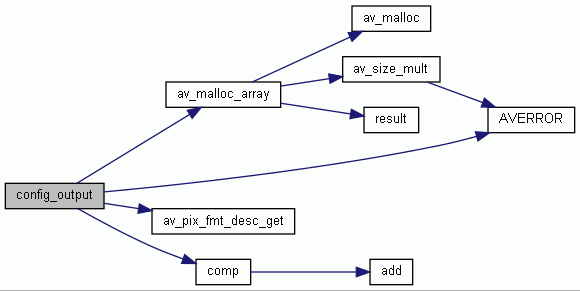 av_malloc
av_size_mult
av_malloc_array
result
AVERROR
config_output
av_pix_fmt_desc_get
comp
add